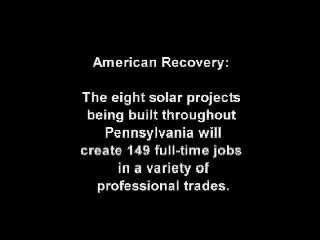 American Recovery:
The eight solar projects
being built throughout
Pennsylvania will
create 149 full-time jobs
in a variety of
professional trades.